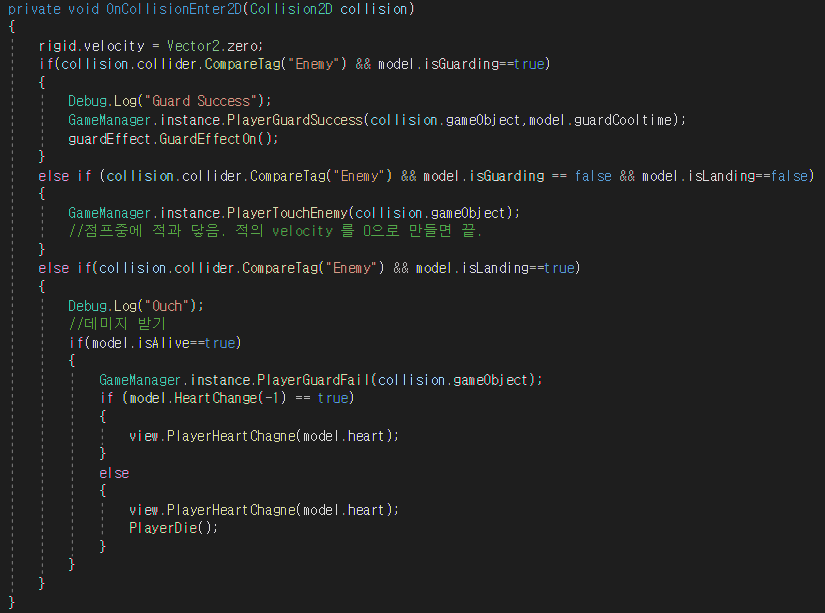 private void OnCollisionEnter2D(Collision2D collision)
{
rigid.velocity = Vector2.zero;
if(collision.collider.CompareTag("Enemy") && model.isGuarding==true)
{
Debug.Log("Guard Success");
GameManager.instance.PlayerGuardSuccess(collision.gameObject,model.guardCooltime);
guardEffect.GuardEffectOn();
}
else if (collision.collider.CompareTag("Enemy") && model.isGuarding == false && model.isLanding==false)
{
GameManager.instance.PlayerTouchEnemy(collision.gameObject);
//점프중에 적과 닿음. 적의 velocity 를 0으로 만들면 끝.
}
else if(collision.collider.CompareTag("Enemy") && model.isLanding==true)
{
Debug.Log("Ouch");
//데미지 받기
if(model.isAlive==true)
{
GameManager.instance.PlayerGuardFail(collision.gameObject);
if (model.HeartChange(-1) == true)
{
view.PlayerHeartChagne(model.heart);
}
else
{
view.PlayerHeartChagne(model.heart);
PlayerDie();
}
}
}
}